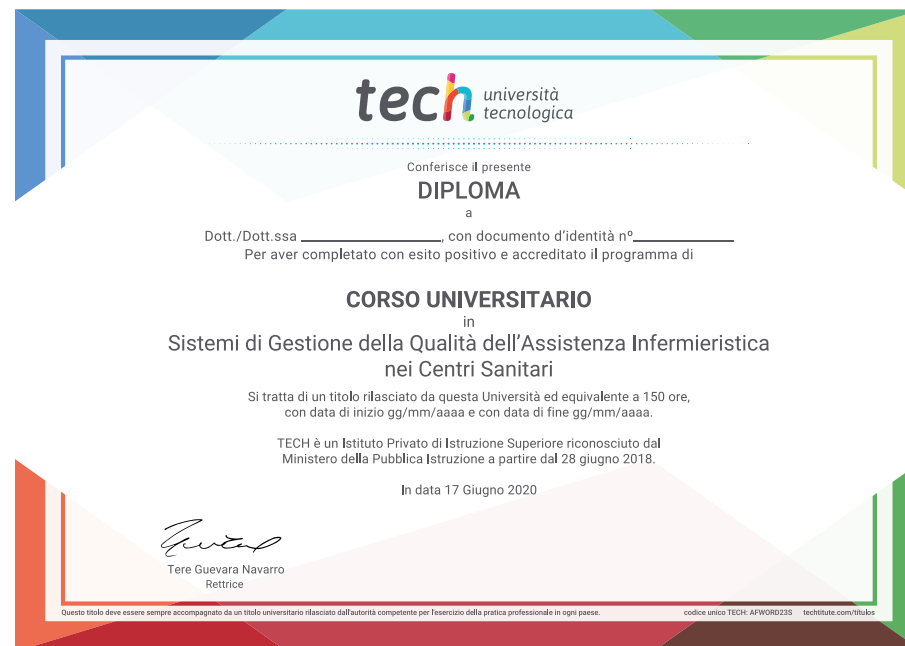 tech università
tecnologica
Conferisce il presente
DIPLOMA
a
Dott./Dott.ssa ____________________, con documento d'identità nº______________
Per aver completato con esito positivo e accreditato il programma di
CORSO UNIVERSITARIO
in
Sistemi di Gestione della Qualità dell'Assistenza Infermieristica
nei Centri Sanitari
Si tratta di un titolo rilasciato da questa Università ed equivalente a 150 ore,
con data di inizio gg/mm/aaaa e con data di fine gg/mm/aaaa.
TECH è un Istituto Privato di Istruzione Superiore riconosciuto dal
Ministero della Pubblica Istruzione a partire dal 28 giugno 2018.
In data 17 Giugno 2020
Tere Guevara Navarro
Rettrice
Questo titolo deve essere sempre accompagnato da un titolo universitario rilasciato dall'autorità competente per l'esercizio della pratica professionale in ogni paese. codice unico TECH: AFWORD23S techtitute.com/títulos